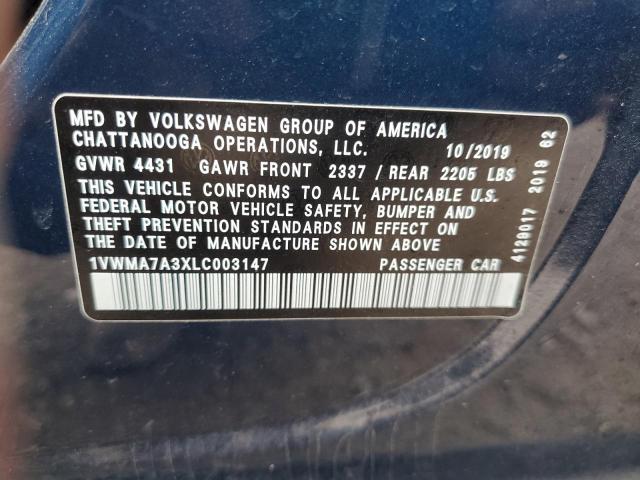 MFD BY VOLKSWAGEN GROUP OF AMERICA
CHATTANOOGA OPERATIONS, LLC. 10/2019
GVWR 4431 GAWR FRONT 2337 / REAR 2205 LBS
THIS VEHICLE CONFORMS TO ALL APPLICABLE U.S.
FEDERAL MOTOR VEHICLE SAFETY, BUMPER AND
THEFT PREVENTION STANDARDS IN EFFECT ON
THE DATE OF MANUFACTURE SHOWN ABOVE
1VWMA7A3XLC003147 PASSENGER CAR
4129017 2019 62